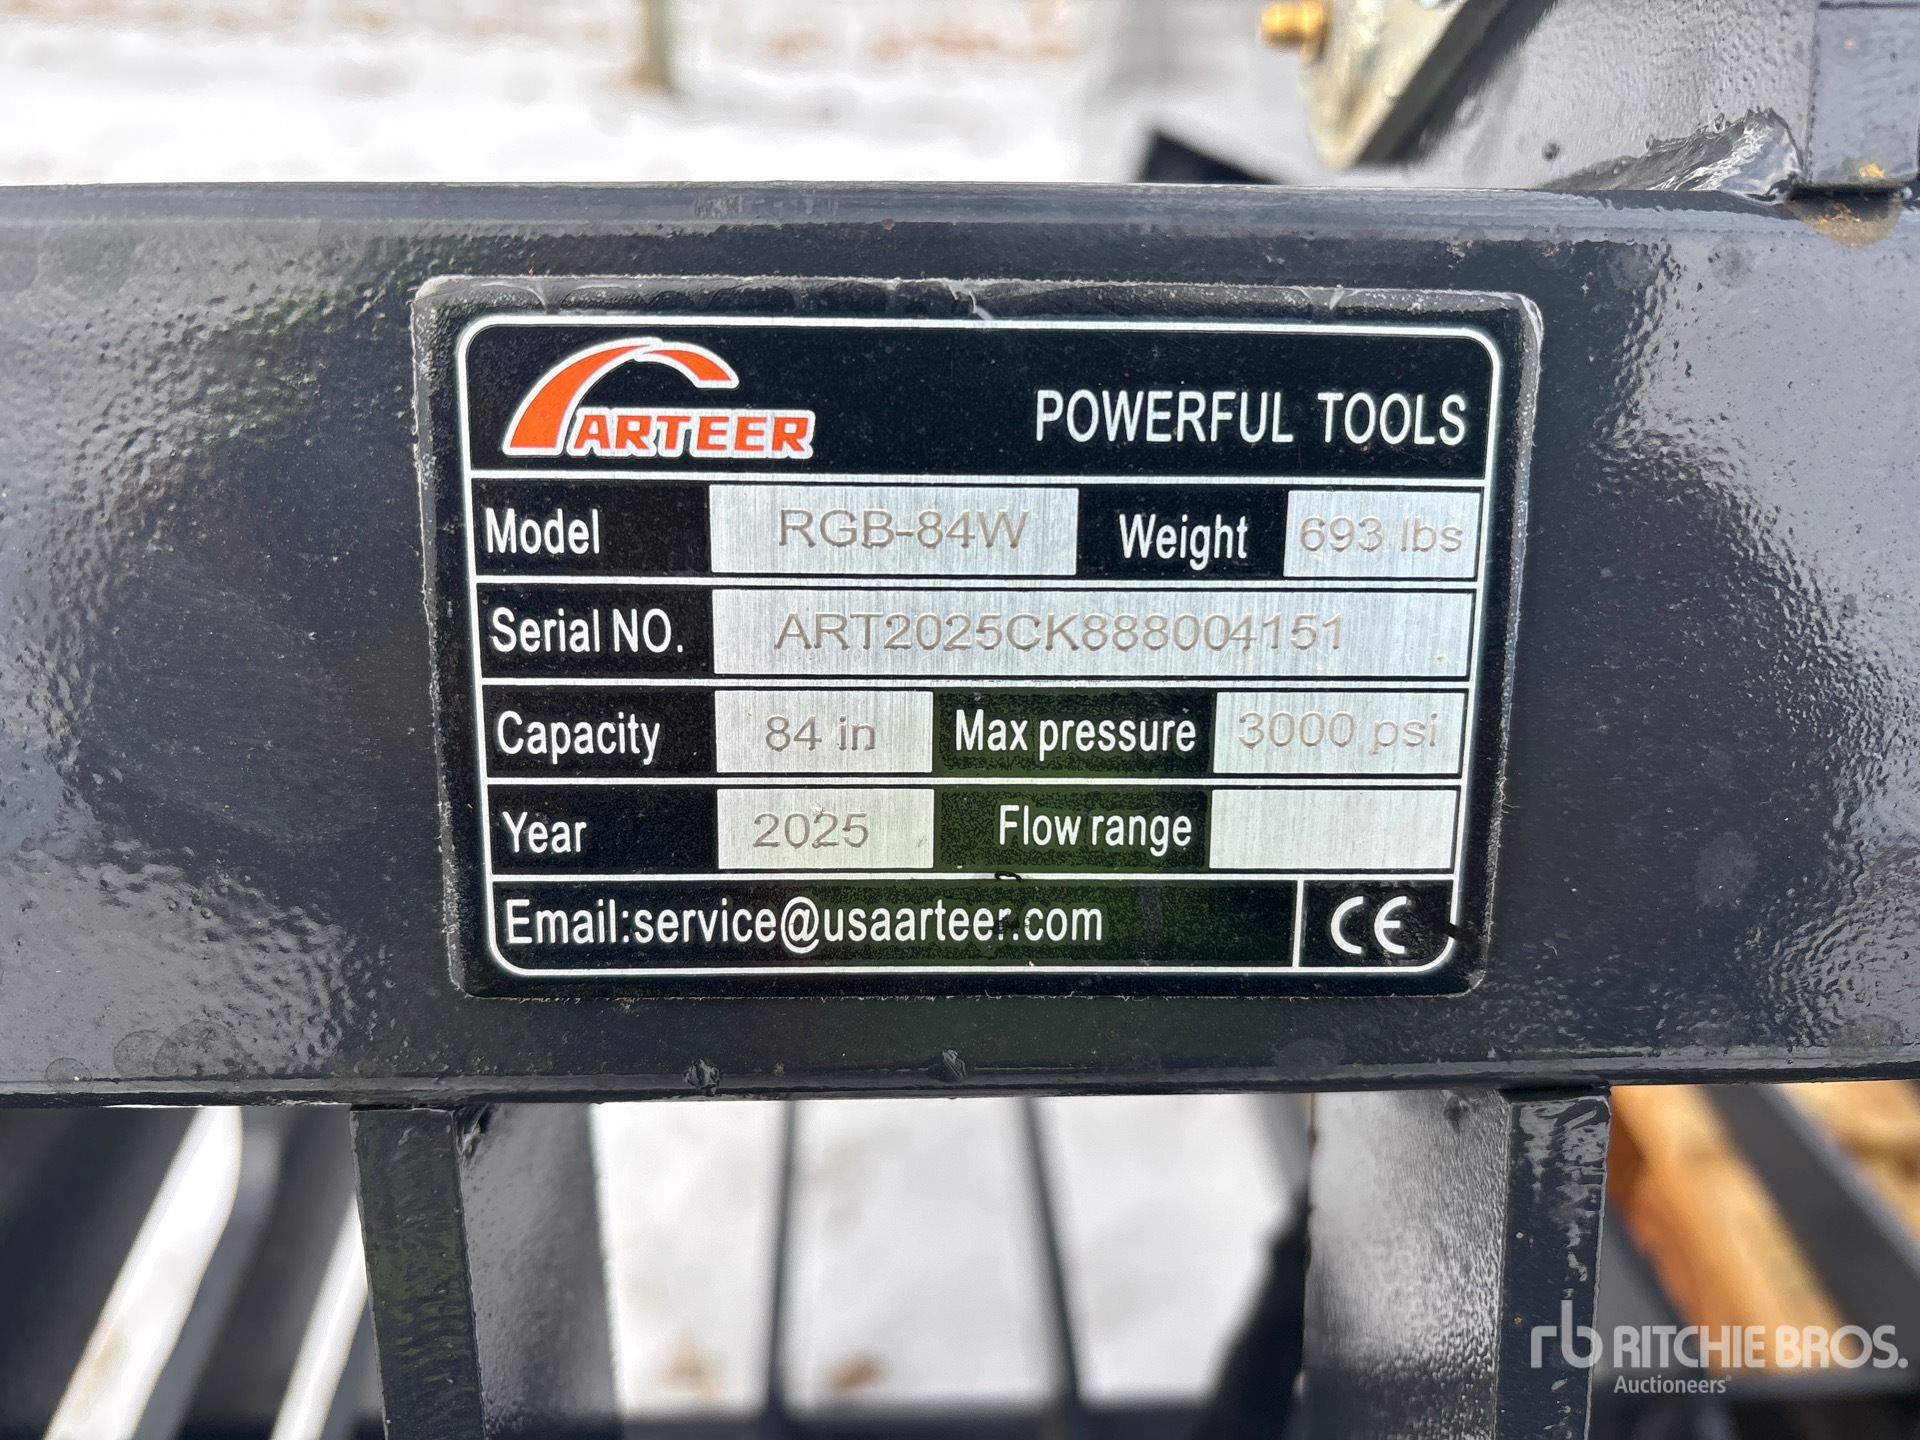 ARTEER POWERFUL TOOLS
Model RGB-84W Weight 693 lbs
Serial NO. ART2025CK888004151
Capacity 84 in Max pressure 3000 psi
Year 2025 Flow range
Email:service@usaarteer.com CE
rb RITCHIE BROS.
Auctioneers